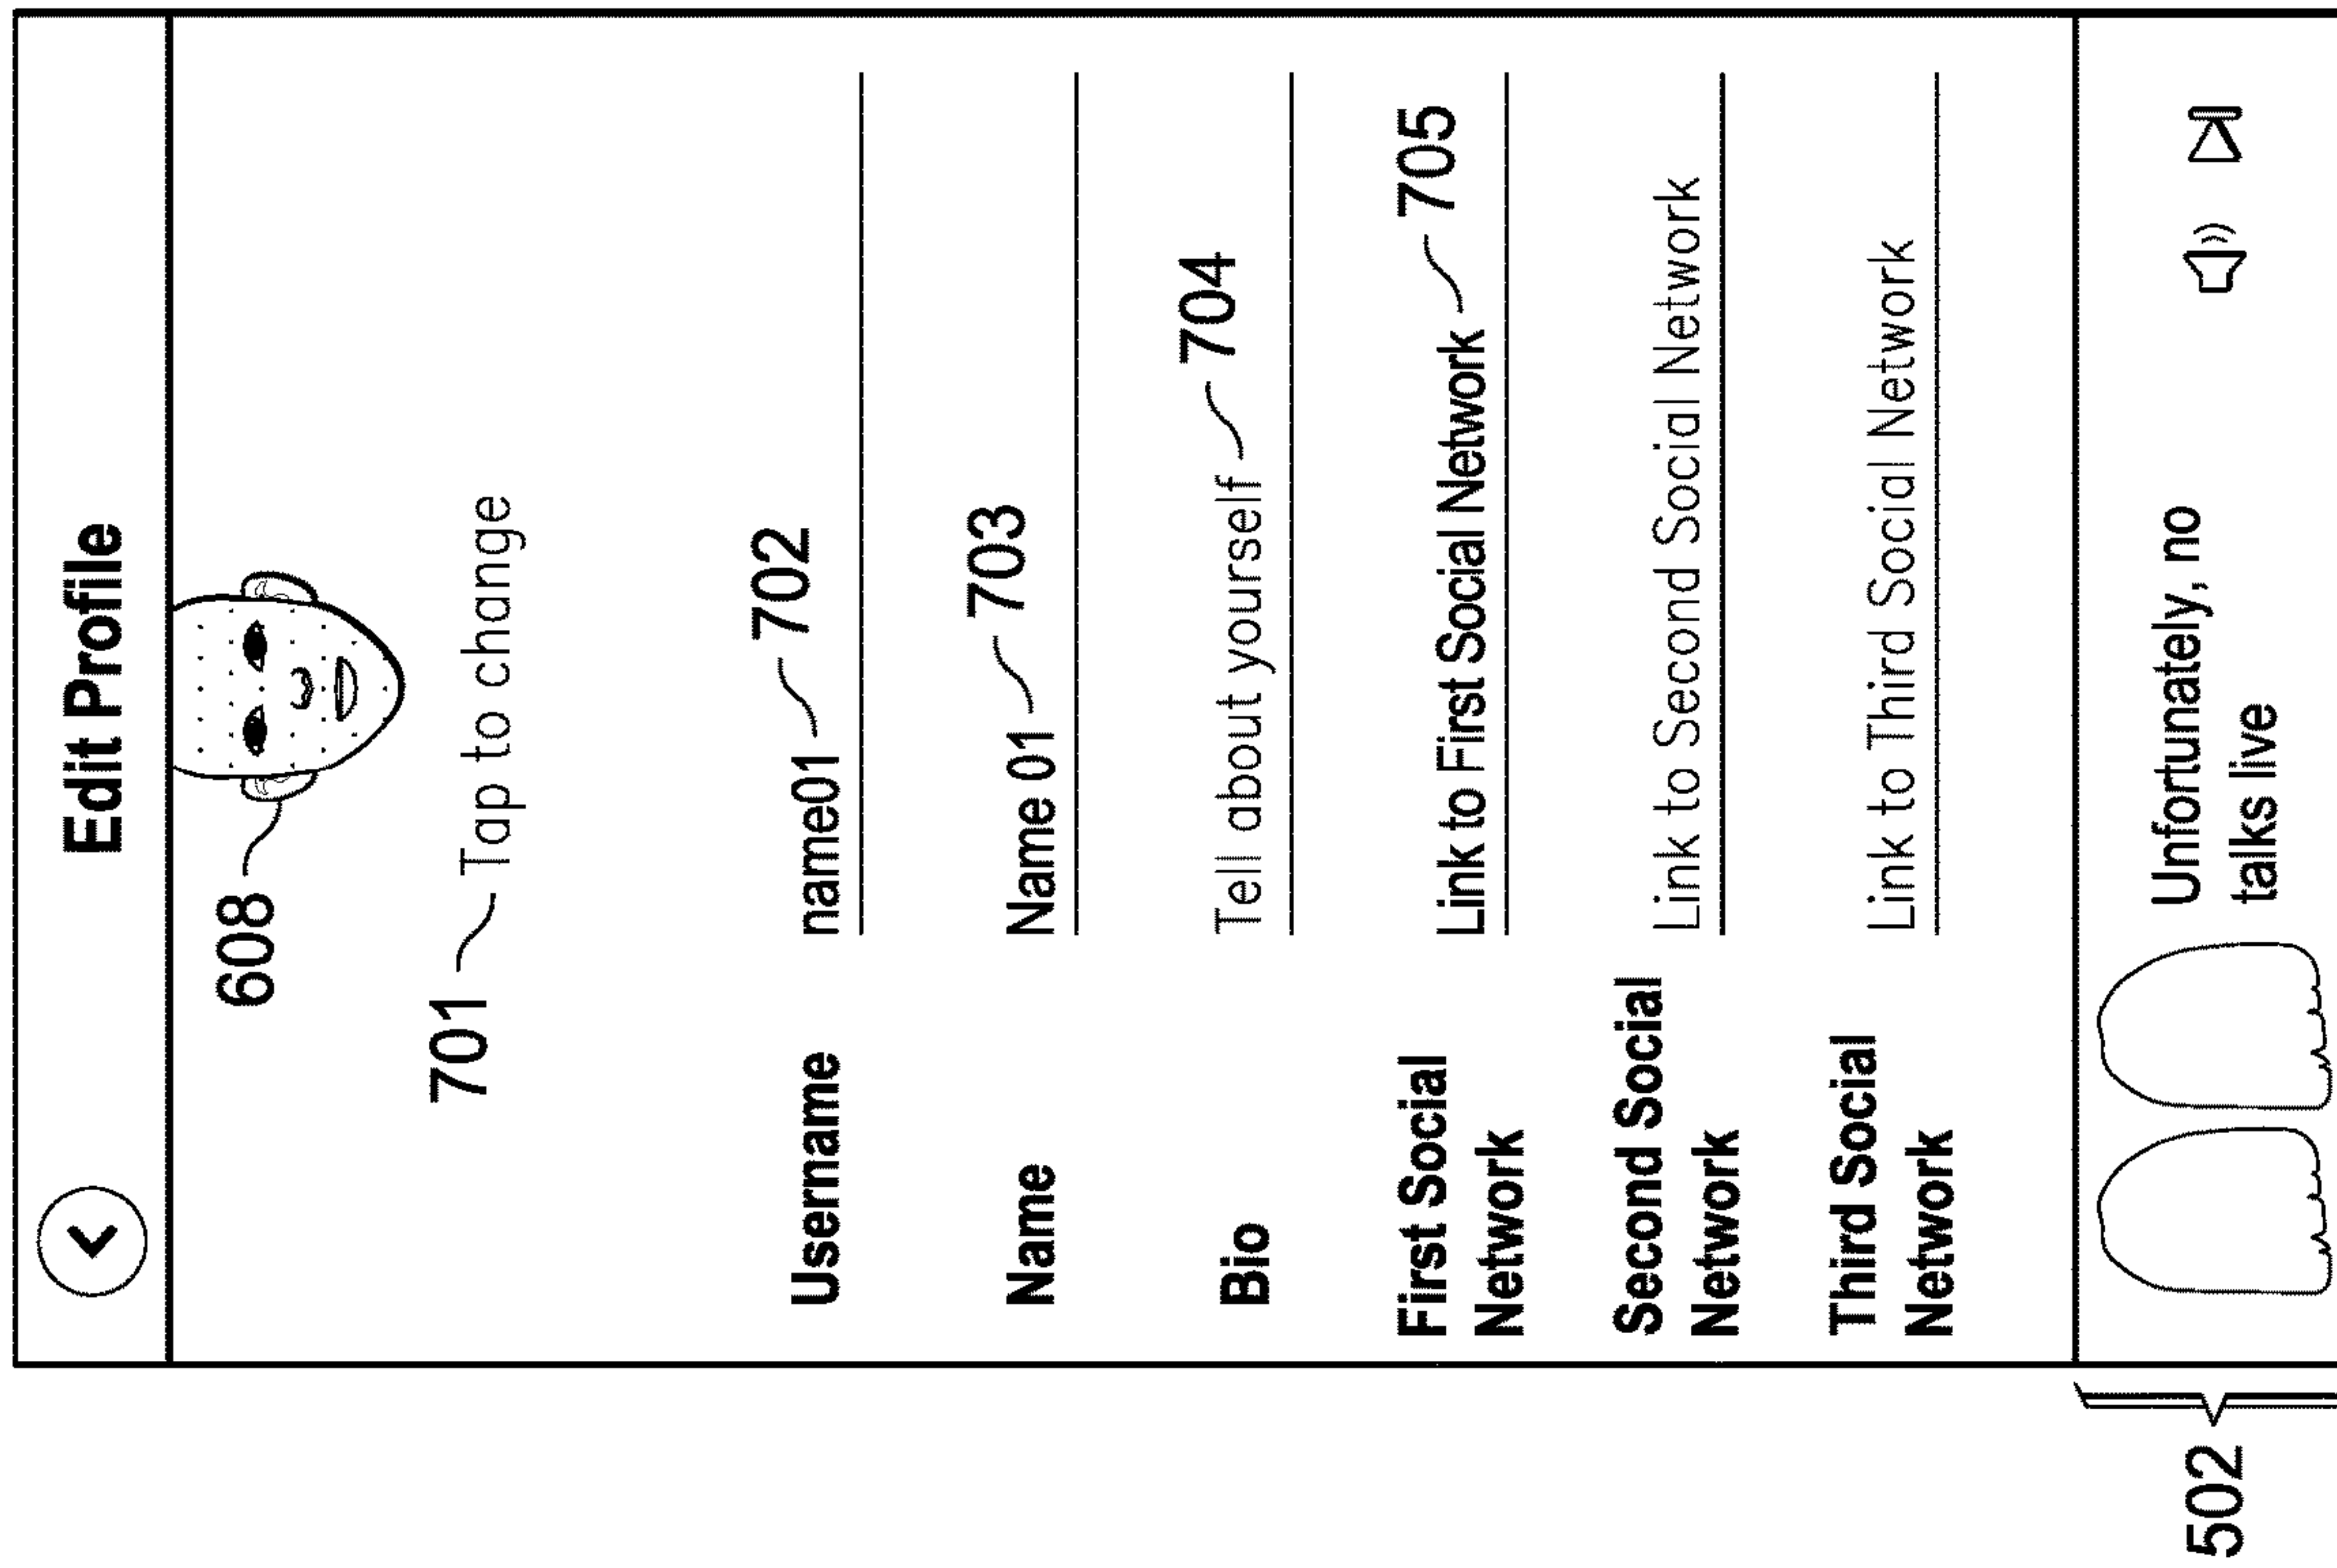 Edit Profile
608
701 Tap to change
Username name01 702
Name Name 01 703
Bio Tell about yourself 704
First Social
Network
Link to First Social Network 705
Second Social
Network
Link to Second Social Network
Third Social
Network
Link to Third Social Network
502
Unfortunately, no
talks live